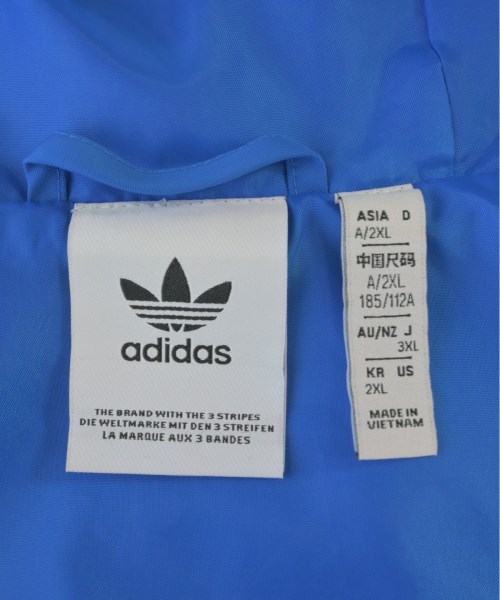 adidas
THE BRAND WITH THE 3 STRIPES
DIE WELTMARKE MIT DEN 3 STREIFEN
LA MARQUE AUX 3 BANDES
ASIA D
A/2XL
中国尺码
A/2XL
185/112A
AU/NZ J
3XL
KR US
2XL
MADE IN
VIETNAM